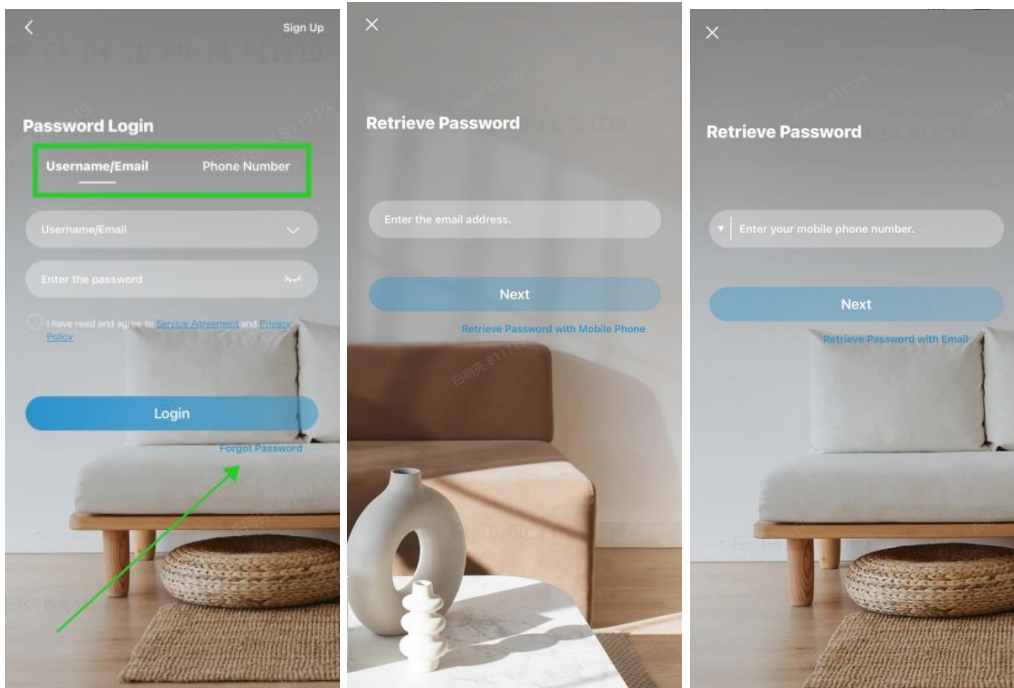 Sign Up
Password Login
Username/Email Phone Number
Username/Email
Enter the password
I have read and agree to Service Agreement and Privacy
Policy
Login
Forgot Password
Retrieve Password
Enter the email address.
Next
Retrieve Password with Mobile Phone
Retrieve Password
Enter your mobile phone number.
Next
Retrieve Password with Email